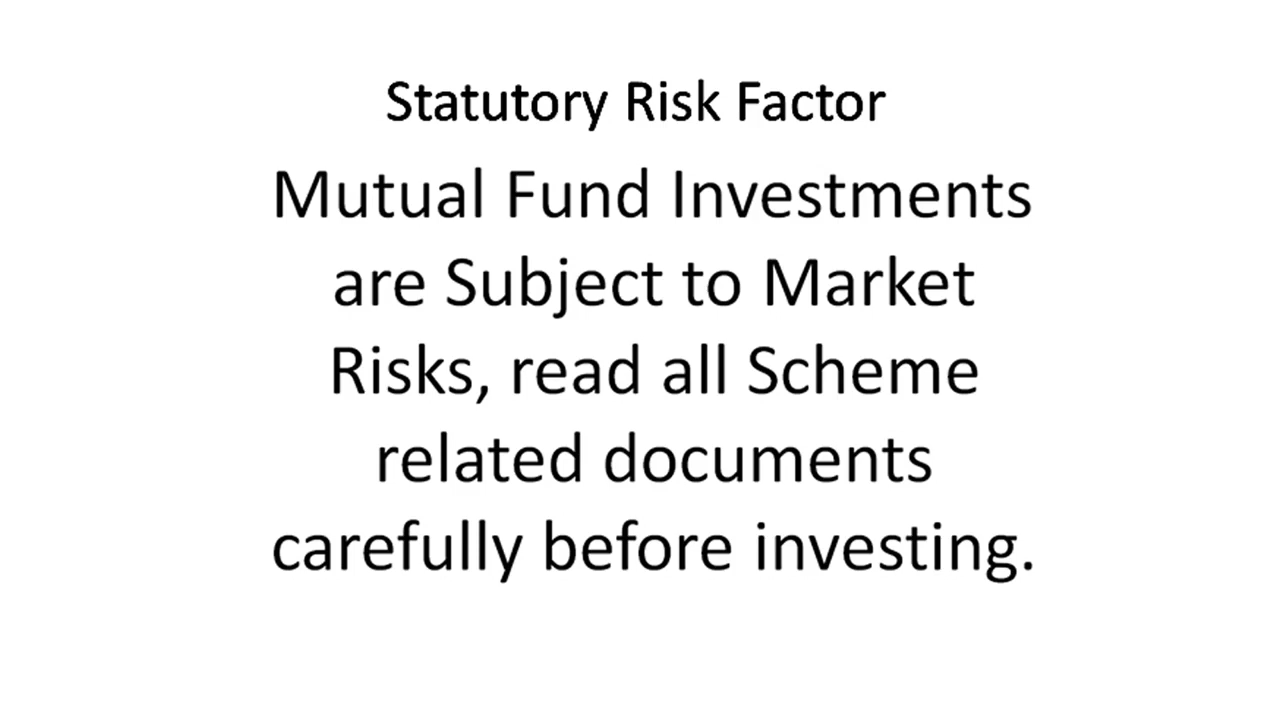 Statutory Risk Factor
Mutual Fund Investments
are Subject to Market
Risks, read all Scheme
related documents
carefully before investing.